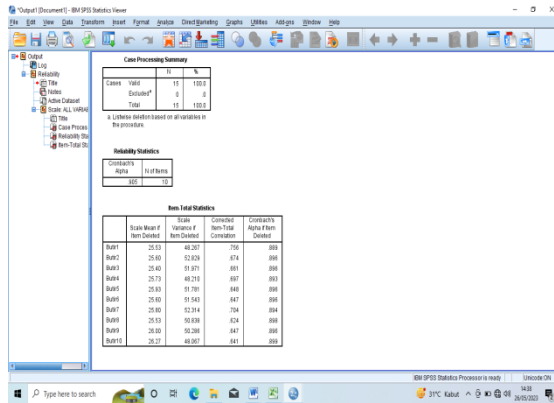 *Output1 [Document1] - IBM SPSS Statistics Viewer
File Edit View Data Transform Insert Format Analyze Direct Marketing Graphs Utilities Add-ons Window Help
Output
Log
Reliability
Title
Notes
Active Dataset
Scale: ALL VARIAB
Title
Case Proces
Reliability Sta
Item-Total St
Case Processing Summary
N %
Cases Valid 15 100.0
Excluded a 0 .0
Total 15 100.0
a. Listwise deletion based on all variables in
the procedure.
Reliability Statistics
Cronbach's
Alpha N of Items
.905 10
Item-Total Statistics
Scale Mean if Item Deleted Scale Variance if Item Deleted Corrected Item-Total Correlation Cronbach's Alpha if Item Deleted
Butir1 25.53 48.267 .756 .889
Butir2 25.60 52.829 .674 .896
Butir3 25.40 51.971 .661 .896
Butir4 25.73 48.210 .697 .893
Butir5 25.93 51.781 .648 .896
Butir6 25.60 51.543 .647 .896
Butir7 25.80 52.314 .704 .894
Butir8 25.53 50.838 .624 .898
Butir9 26.00 50.286 .647 .896
Butir10 26.27 48.067 .641
IBM SPSS Statistics Processor is ready Unicode:ON
Type here to search
31°C Kabut
14:33
26/05/2023